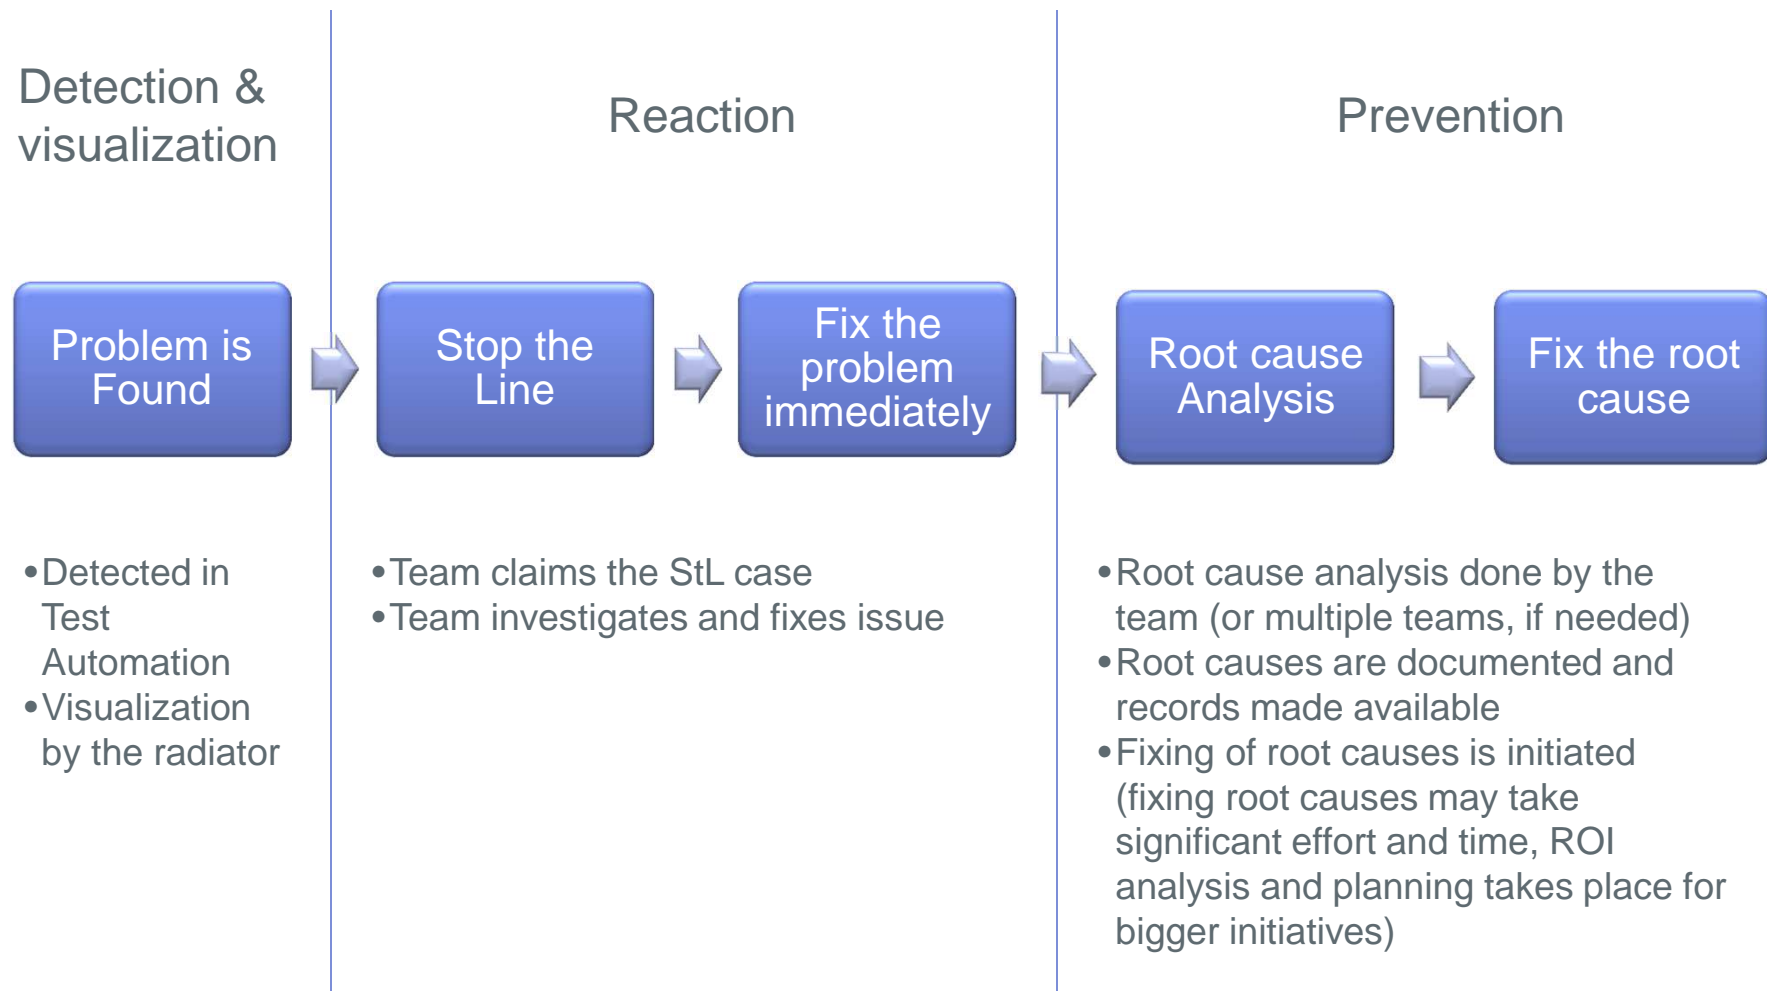 Detection &
visualization
Reaction
Prevention
Problem is
Found
Stop the
Line
Fix the
problem
immediately
Root cause
Analysis
Fix the root
cause
•Detected in
Test
Automation
•Visualization
by the radiator
•Team claims the StL case
•Team investigates and fixes issue
•Root cause analysis done by the
team (or multiple teams, if needed)
•Root causes are documented and
records made available
•Fixing of root causes is initiated
(fixing root causes may take
significant effort and time, ROI
analysis and planning takes place for
bigger initiatives)